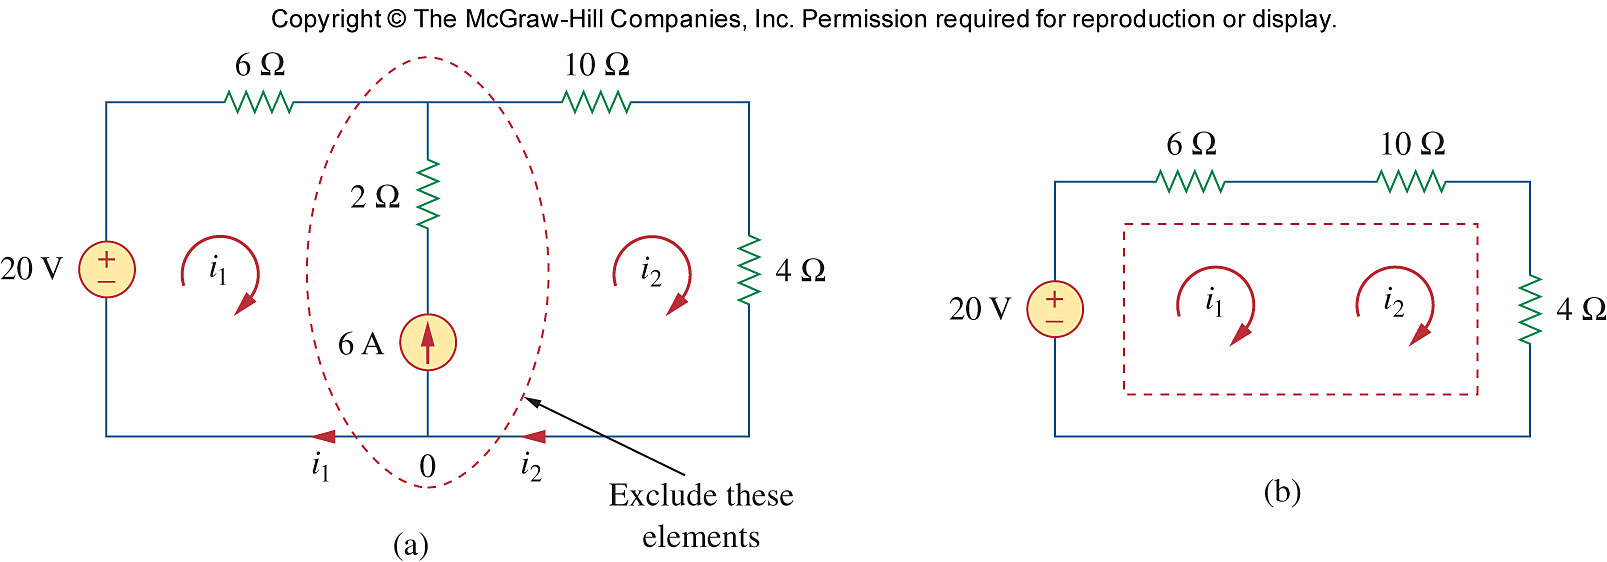 Copyright © The McGraw-Hill Companies, Inc. Permission required for reproduction or display.
6 Ω
10 Ω
2 Ω
20 V
+
−
i1
i2
4 Ω
6 A
i1
0
i2
Exclude these
elements
(a)
6 Ω
10 Ω
20 V
+
−
i1
i2
4 Ω
(b)